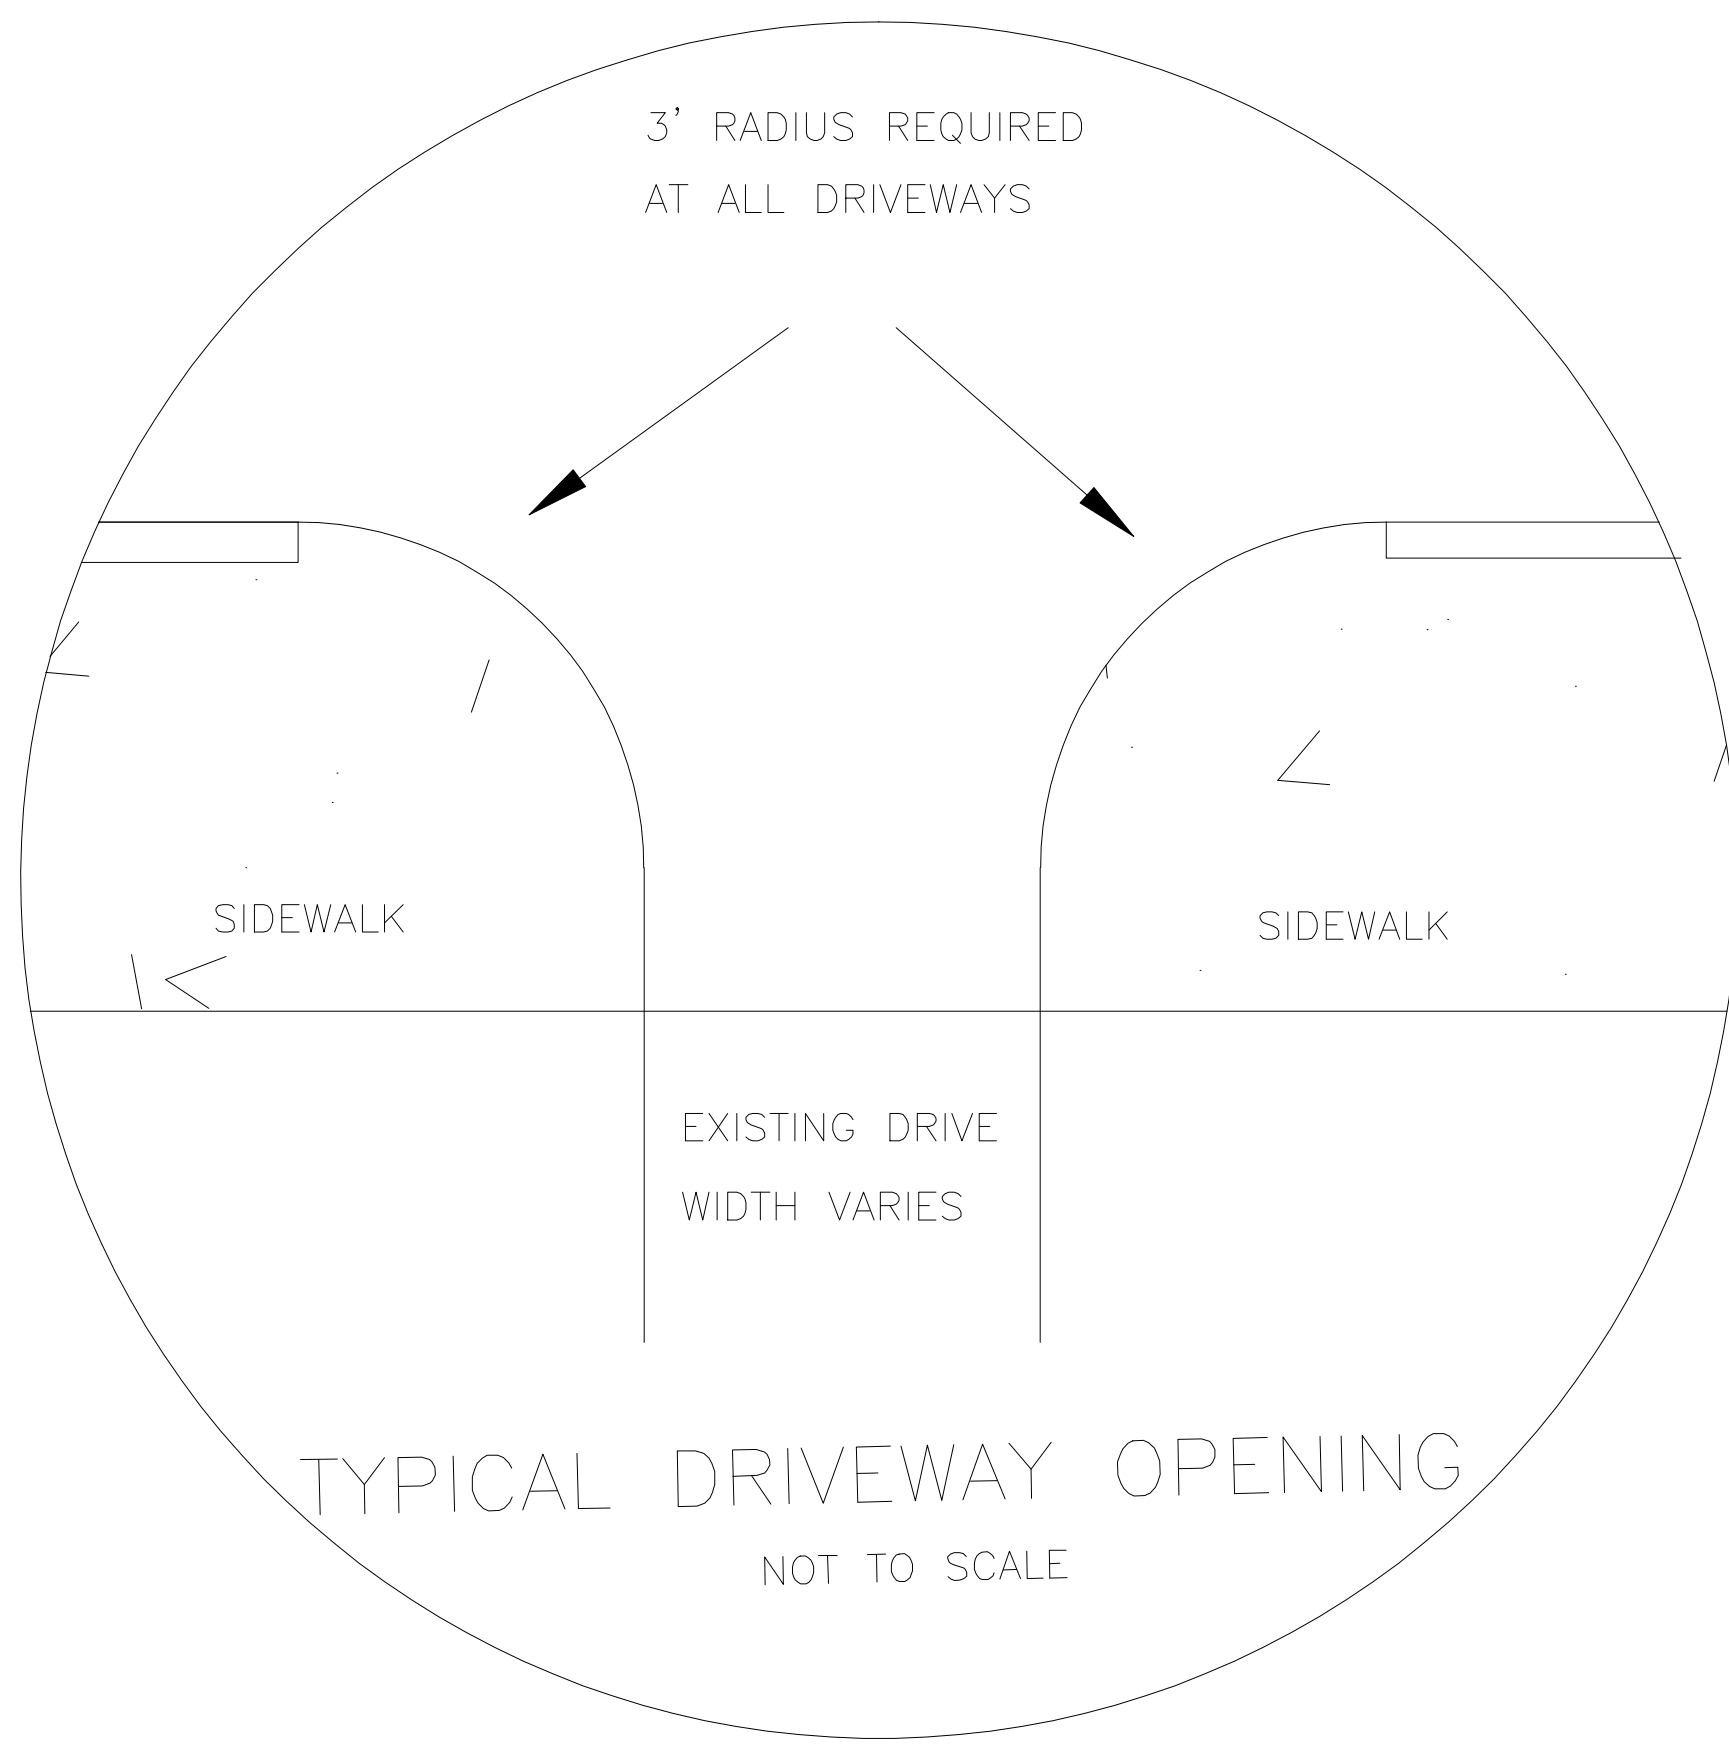 3' RADIUS REQUIRED
AT ALL DRIVEWAYS
SIDEWALK
SIDEWALK
EXISTING DRIVE
WIDTH VARIES
TYPICAL DRIVEWAY OPENING
NOT TO SCALE